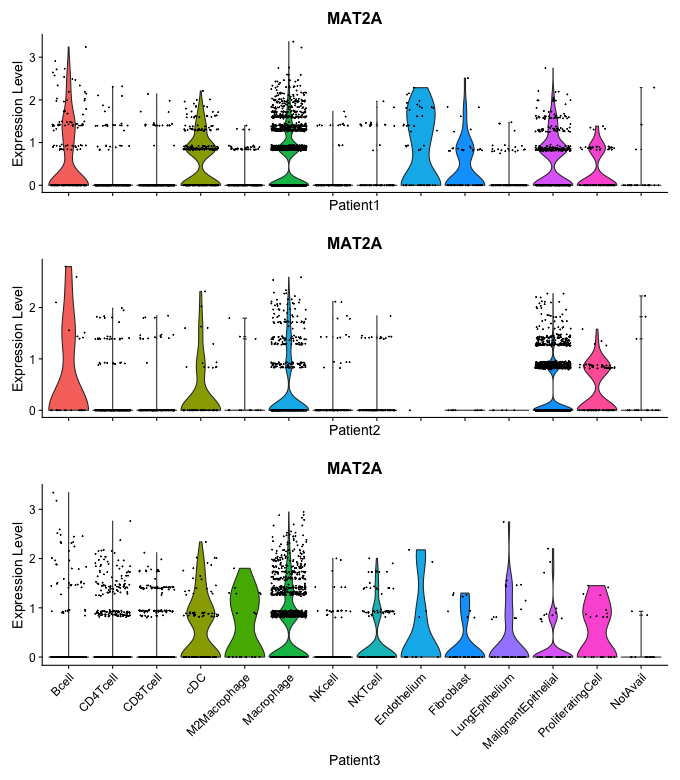 MAT2A
Expression Level
3
2
1
0
Patient1
MAT2A
Expression Level
2
1
0
Patient2
MAT2A
Expression Level
3
2
1
0
Bcell
CD4Tcell
CD8Tcell
cDC
M2Macrophage
Macrophage
NKcell
NKTcell
Endothelium
Fibroblast
LungEpithelium
MalignantEpithelial
ProliferatingCell
NotAvail
Patient3